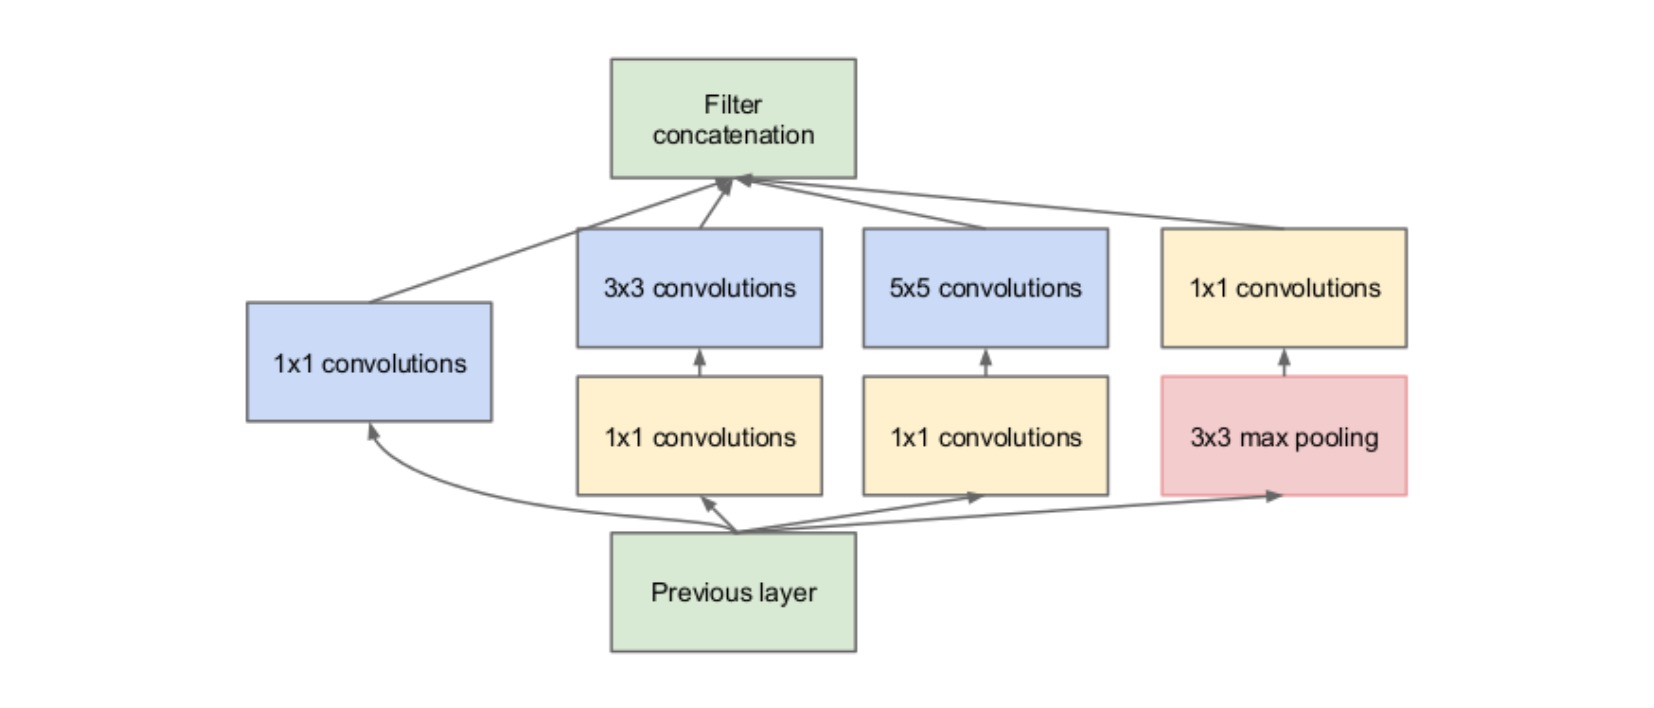 Filter
concatenation
3x3 convolutions
5x5 convolutions
1x1 convolutions
1x1 convolutions
1x1 convolutions
1x1 convolutions
3x3 max pooling
Previous layer